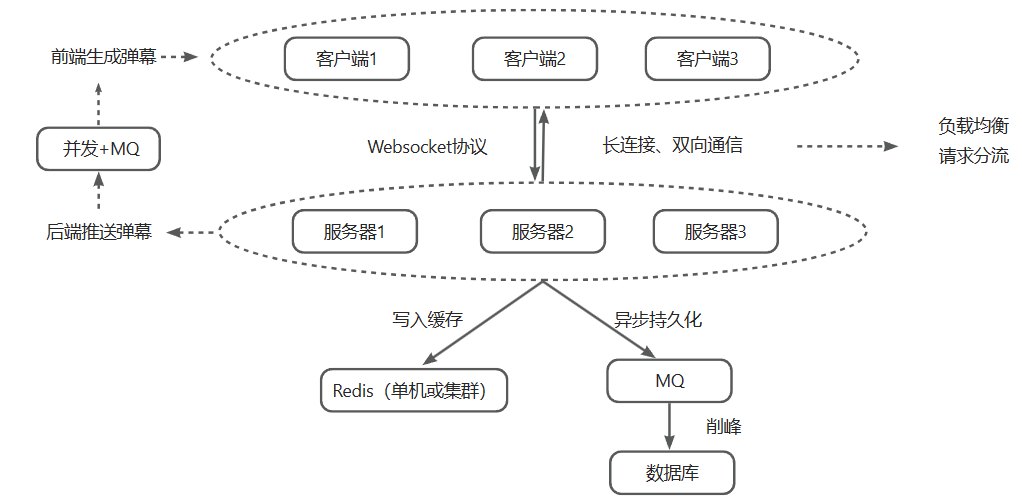 前端生成弹幕
客户端1
客户端2
客户端3
并发+MQ
Websocket协议
长连接、双向通信
负载均衡
请求分流
后端推送弹幕
服务器1
服务器2
服务器3
写入缓存
异步持久化
Redis（单机或集群）
MQ
削峰
数据库